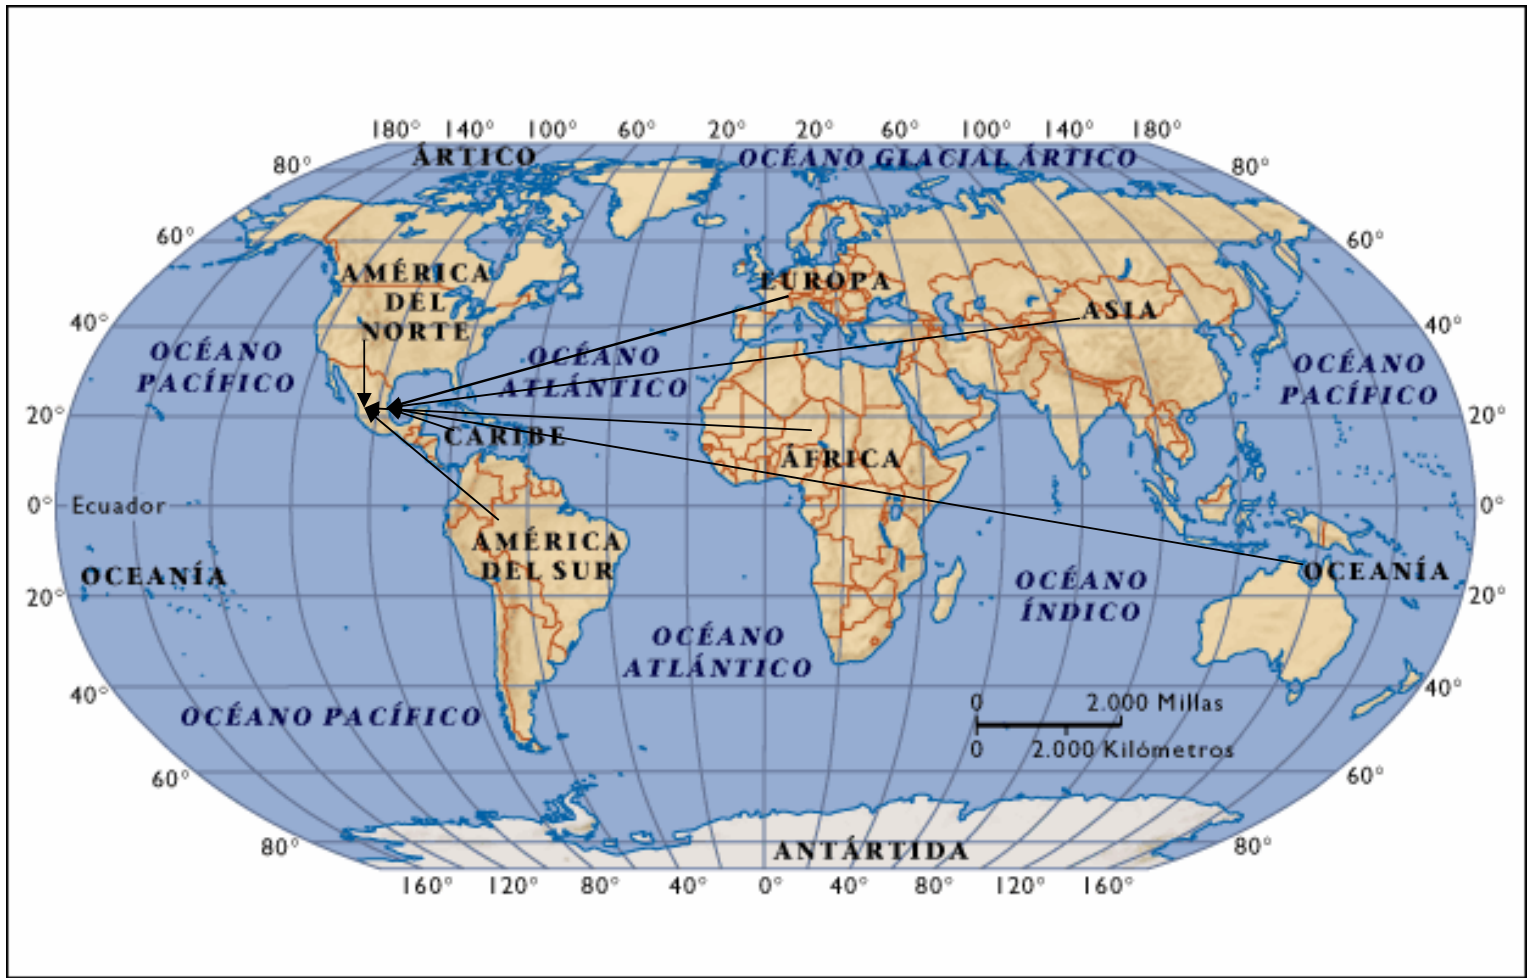 180° 140° 100° 60° 20° 20° 60° 100° 140° 180°
ÁRTICO
OCÉANO GLACIAL ÁRTICO
80°
80°
60°
60°
AMÉRICA
DEL
NORTE
EUROPA
ASIA
40°
40°
OCÉANO
PACÍFICO
OCÉANO
ATLÁNTICO
OCÉANO
PACÍFICO
20°
20°
CARIBE
ÁFRICA
0°
Ecuador
0°
AMÉRICA
DEL SUR
OCEANÍA
OCÉANO
ÍNDICO
OCEANÍA
20°
20°
OCÉANO
ATLÁNTICO
40°
40°
OCÉANO PACÍFICO
0 2.000 Millas
0 2.000 Kilómetros
60°
60°
80°
80°
ANTÁRTIDA
160° 120° 80° 40° 0° 40° 80° 120° 160°